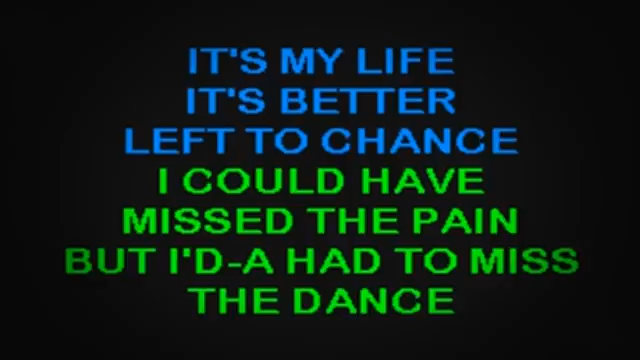 IT'S MY LIFE
IT'S BETTER
LEFT TO CHANCE
I COULD HAVE
MISSED THE PAIN
BUT I'D-A HAD TO MISS
THE DANCE